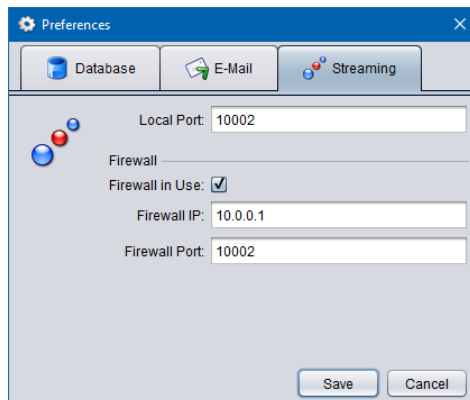 Preferences
Database E-Mail Streaming
Local Port: 10002
Firewall
Firewall in Use:
Firewall IP: 10.0.0.1
Firewall Port: 10002
Save Cancel